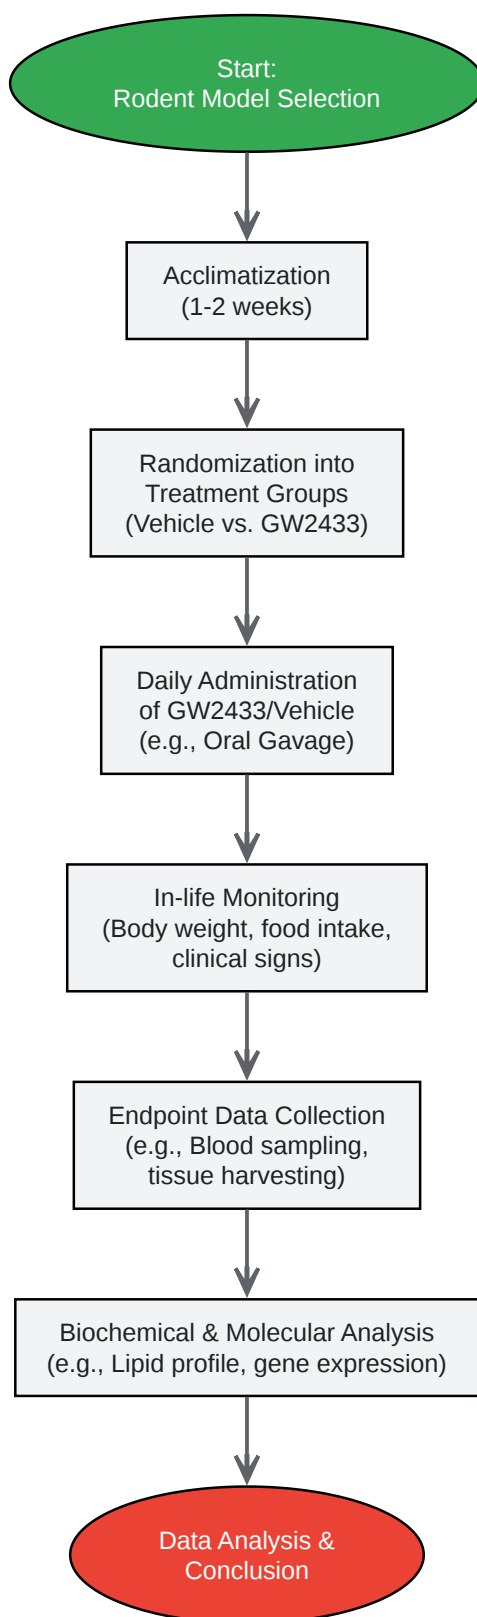 Start:
Rodent Model Selection
Acclimatization
(1-2 weeks)
Randomization into
Treatment Groups
(Vehicle vs. GW2433)
Daily Administration
of GW2433/Vehicle
(e.g., Oral Gavage)
In-life Monitoring
(Body weight, food intake,
clinical signs)
Endpoint Data Collection
(e.g., Blood sampling,
tissue harvesting)
Biochemical & Molecular Analysis
(e.g., Lipid profile, gene expression)
Data Analysis &
Conclusion